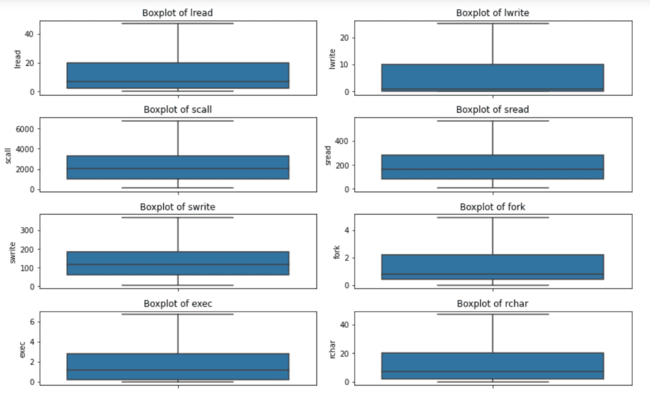 Boxplot of lread
40
20
0
lread
Boxplot of lwrite
20
10
0
lwrite
Boxplot of scall
6000
4000
2000
0
scall
Boxplot of sread
400
200
0
sread
Boxplot of swrite
300
200
100
0
swrite
Boxplot of fork
4
2
0
fork
Boxplot of exec
6
4
2
0
exec
Boxplot of rchar
40
20
0
rchar